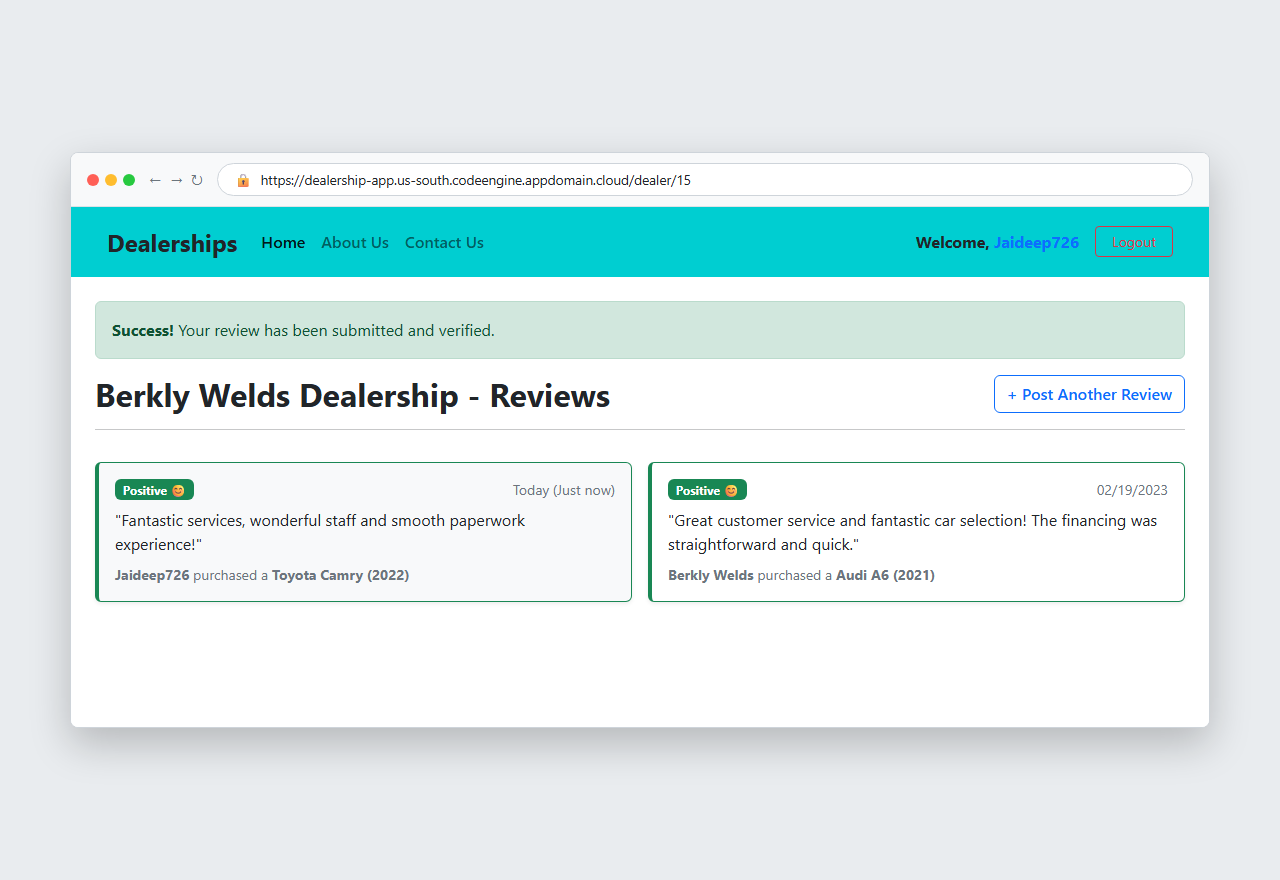 ← → ↻ 🔒 https://dealership-app.us-south.codeengine.appdomain.cloud/dealer/15
Dealerships Home About Us Contact Us Welcome, Jaideep726 Logout
Success! Your review has been submitted and verified.
Berkly Welds Dealership - Reviews + Post Another Review
Positive 😊 Today (Just now)
"Fantastic services, wonderful staff and smooth paperwork
experience!"
Jaideep726 purchased a Toyota Camry (2022)
Positive 😊 02/19/2023
"Great customer service and fantastic car selection! The financing was
straightforward and quick."
Berkly Welds purchased a Audi A6 (2021)